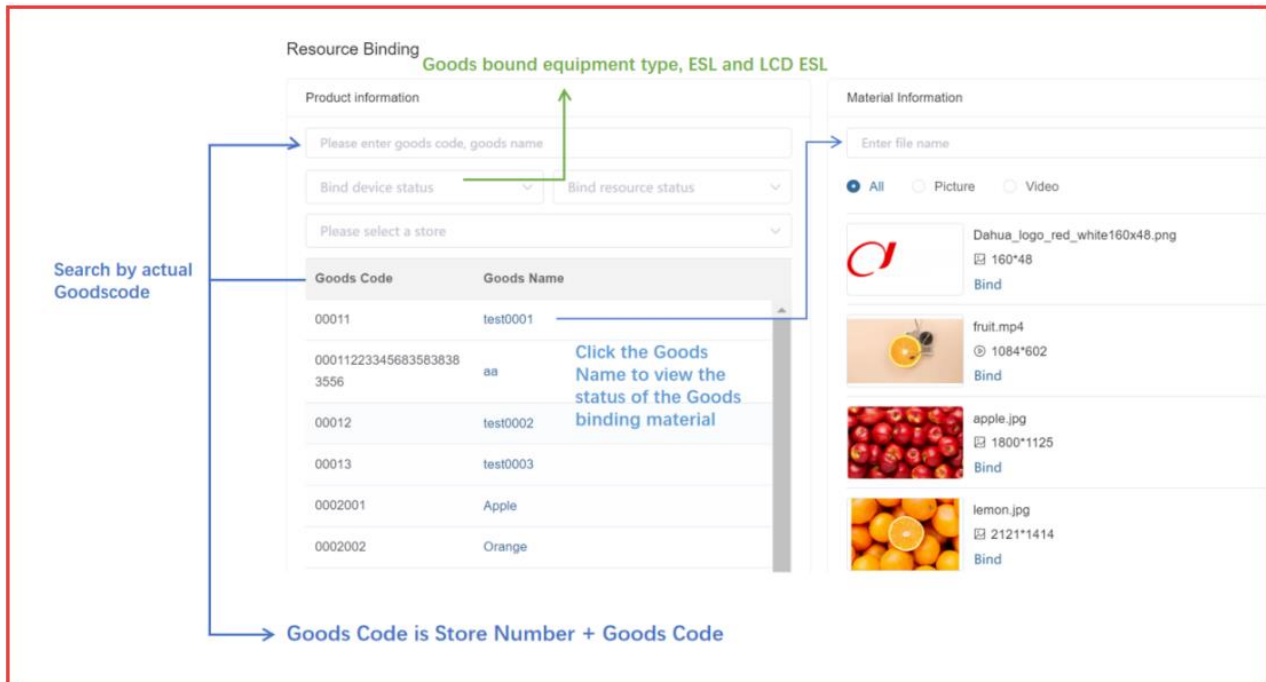 Resource Binding
Goods bound equipment type, ESL and LCD ESL
Product information
Please enter goods code, goods name
Bind device status
Bind resource status
Please select a store
Search by actual
Goodscode
Goods Code Goods Name
00011 test0001
00011223345683583838
3556
aa
Click the Goods
Name to view the
status of the Goods
binding material
00012 test0002
00013 test0003
0002001 Apple
0002002 Orange
Goods Code is Store Number + Goods Code
Material Information
Enter file name
All Picture Video
Dahua_logo_red_white160x48.png
160*48
Bind
fruit.mp4
1084*602
Bind
apple.jpg
1800*1125
Bind
lemon.jpg
2121*1414
Bind